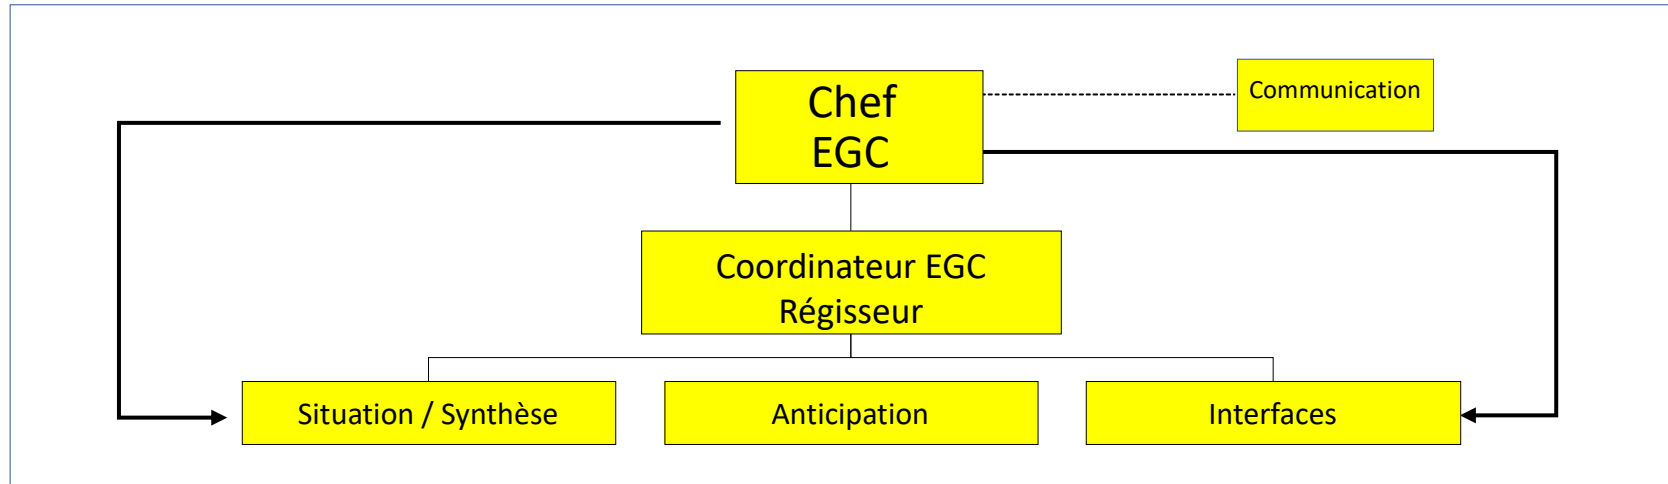 Chef
EGC
Communication
Coordinateur EGC
Régisseur
Situation / Synthèse
Anticipation
Interfaces